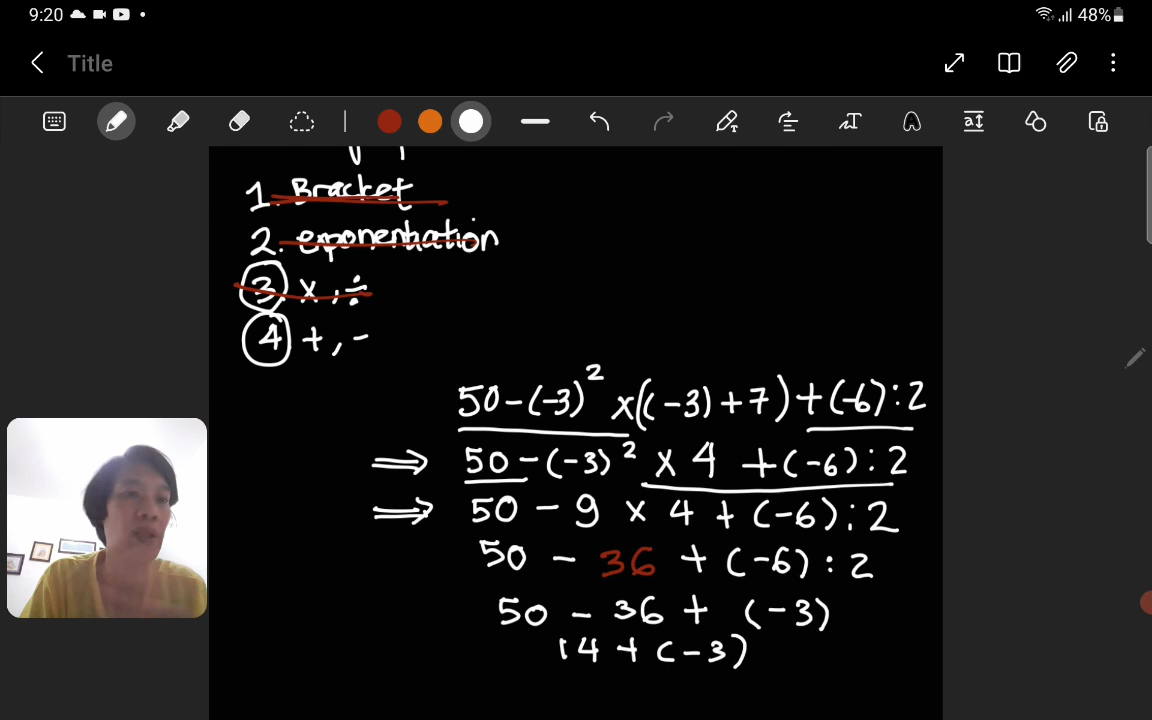 9:20
48%
Title
1. Bracket
2. exponentiation
3 x, ÷
4 +, -
50-(-3)²x((-3)+7)+(-6):2
⇒ 50-(-3)² x 4 +(-6):2
⇒ 50 - 9 x 4 + (-6):2
50 - 36 + (-6):2
50 - 36 + (-3)
14 + (-3)